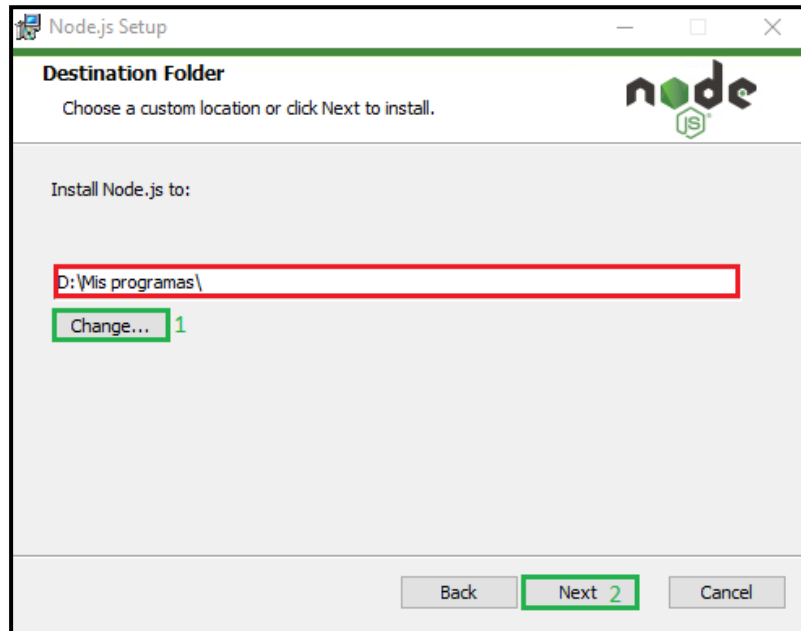 Node.js Setup
Destination Folder
Choose a custom location or click Next to install.
node
JS
Install Node.js to:
D:\Mis programas\
Change... 1
Back Next 2 Cancel